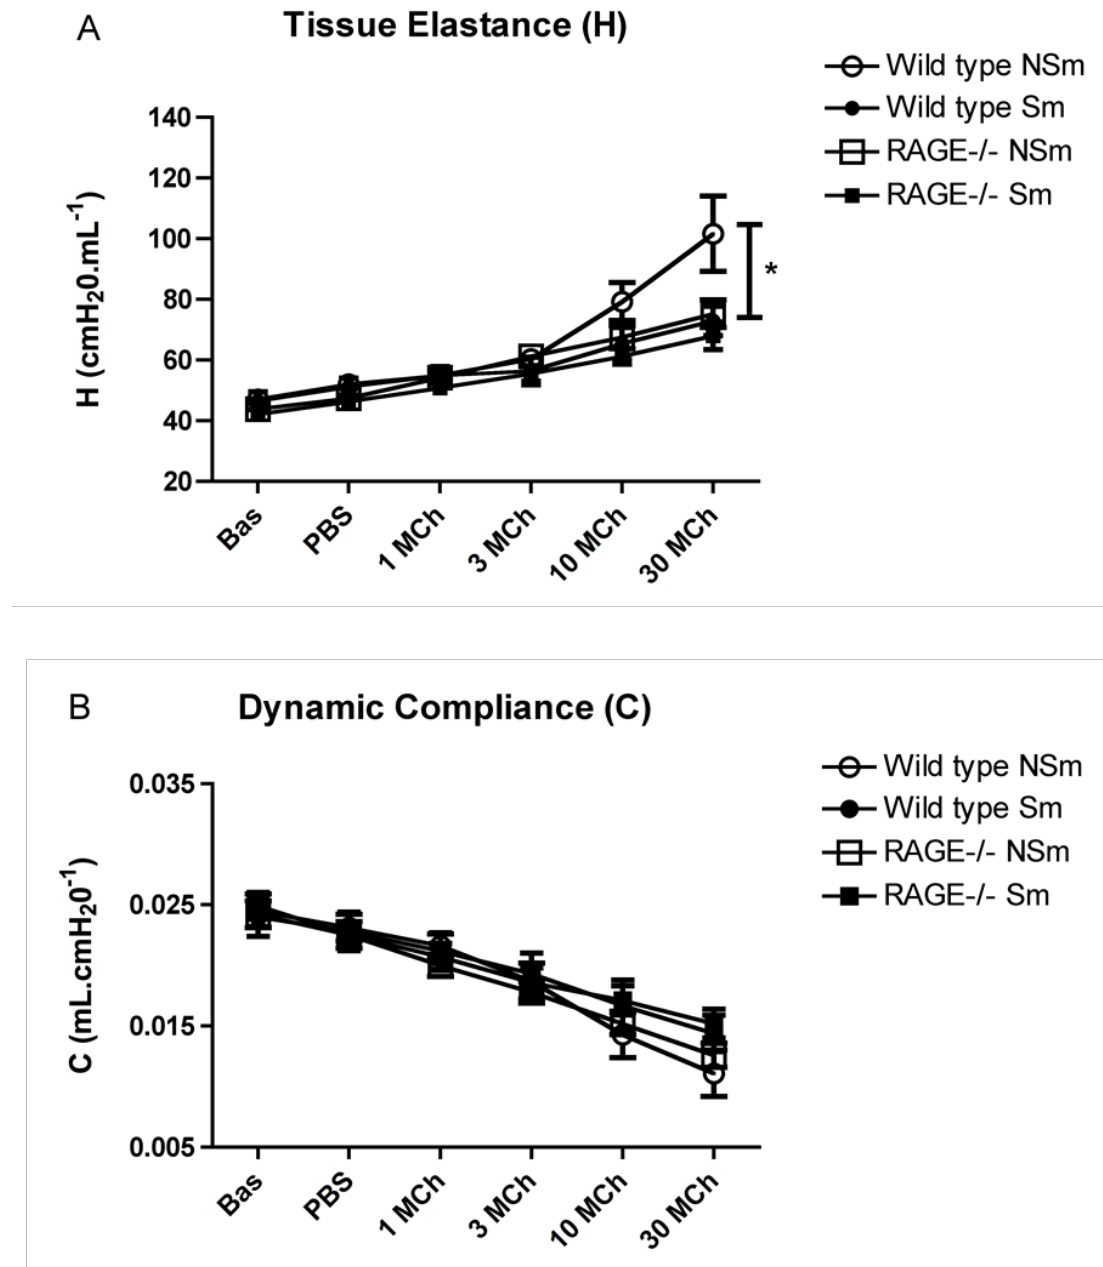 A
Tissue Elastance (H)
Wild type NSm
Wild type Sm
RAGE-/- NSm
RAGE-/- Sm
140
120
100
80
60
40
20
H (cmH₂0.mL⁻¹)
*
Bas
PBS
1 MCh
3 MCh
10 MCh
30 MCh
B
Dynamic Compliance (C)
Wild type NSm
Wild type Sm
RAGE-/- NSm
RAGE-/- Sm
0.035
0.025
0.015
0.005
C (mL.cmH₂0⁻¹)
Bas
PBS
1 MCh
3 MCh
10 MCh
30 MCh